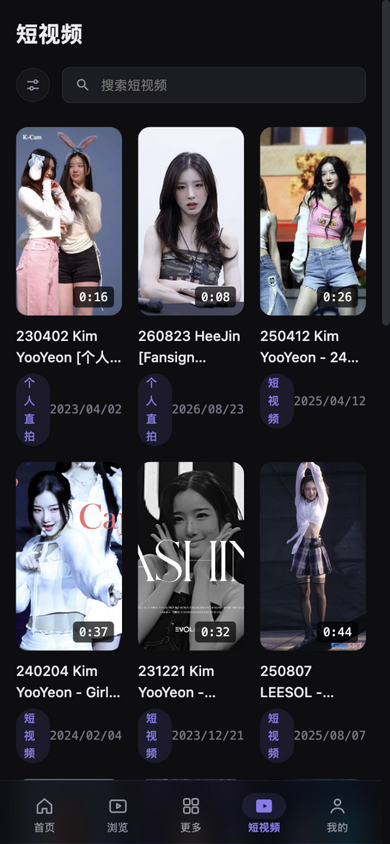 短视频
搜索短视频
K-Cam
0:16
0:08
0:26
230402 Kim
YooYeon [个人...
260823 HeeJin
[Fansign...
250412 Kim
YooYeon - 24...
个
人
直
拍
2023/04/02
个
人
直
拍
2026/08/23
短
视
频
2025/04/12
Ca
ASHIN
EVOL
0:37
0:32
0:44
240204 Kim
YooYeon - Girl...
231221 Kim
YooYeon -...
250807
LEESOL -...
短
视
频
2024/02/04
短
视
频
2023/12/21
短
视
频
2025/08/07
首页
浏览
更多
短视频
我的